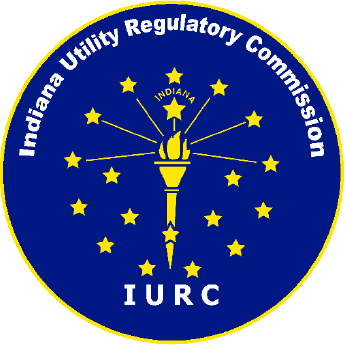 Indiana Utility Regulatory Commission
INDIANA
IURC